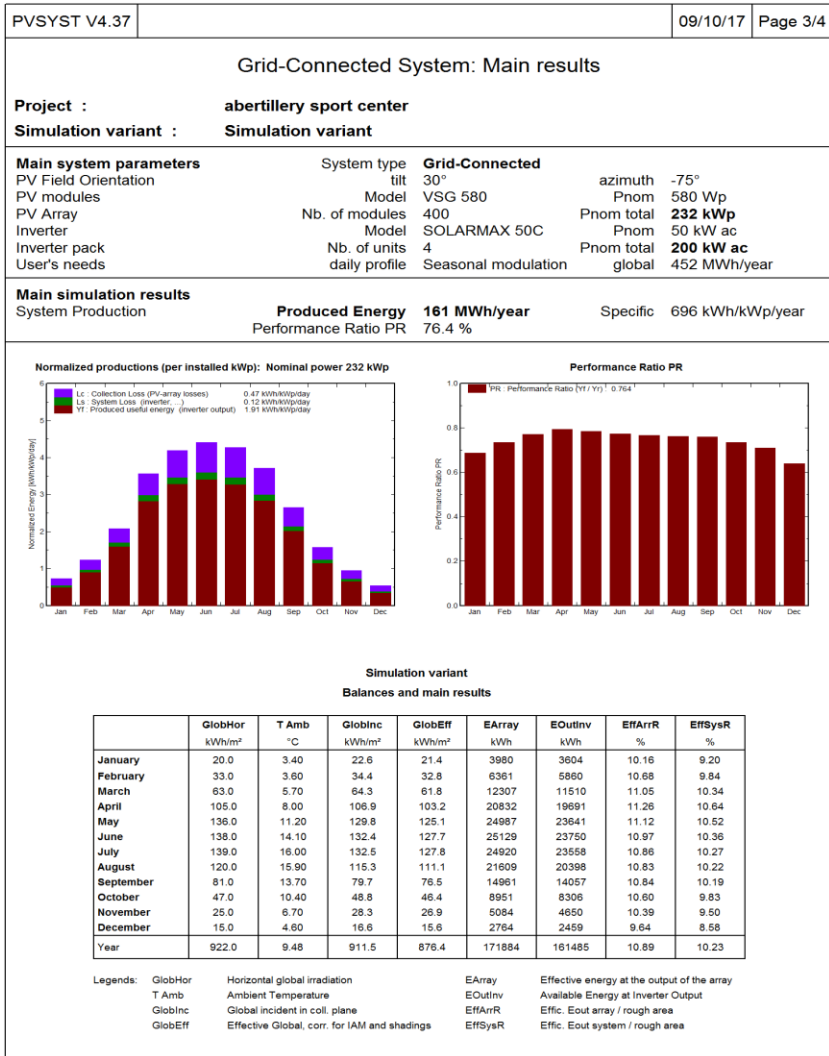 PVSYST V4.37 09/10/17 Page 3/4
Grid-Connected System: Main results
Project : abertillery sport center
Simulation variant : Simulation variant
Main system parameters System type Grid-Connected
PV Field Orientation tilt 30° azimuth -75°
PV modules Model VSG 580 Pnom 580 Wp
PV Array Nb. of modules 400 Pnom total 232 kWp
Inverter Model SOLARMAX 50C Pnom 50 kW ac
Inverter pack Nb. of units 4 Pnom total 200 kW ac
User's needs daily profile Seasonal modulation global 452 MWh/year
Main simulation results
System Production Produced Energy 161 MWh/year Specific 696 kWh/kWp/year
Performance Ratio PR 76.4 %
Normalized productions (per installed kWp): Nominal power 232 kWp
Lc : Collection Loss (PV-array losses) 0.47 kWh/kWp/day
Ls : System Loss (inverter, ...) 0.12 kWh/kWp/day
Yf : Produced useful energy (inverter output) 1.91 kWh/kWp/day
Normalized Energy [kWh/kWp/day]
6
5
4
3
2
1
0
Jan Feb Mar Apr May Jun Jul Aug Sep Oct Nov Dec
Performance Ratio PR
PR : Performance Ratio (Yf / Yr) 0.764
Performance Ratio PR
1.0
0.8
0.6
0.4
0.2
0.0
Jan Feb Mar Apr May Jun Jul Aug Sep Oct Nov Dec
Simulation variant
Balances and main results
GlobHor T Amb GlobInc GlobEff EArray EOutInv EffArrR EffSysR
kWh/m² °C kWh/m² kWh/m² kWh kWh % %
January 20.0 3.40 22.6 21.4 3980 3604 10.16 9.20
February 33.0 3.60 34.4 32.8 6361 5860 10.68 9.84
March 63.0 5.70 64.3 61.8 12307 11510 11.05 10.34
April 105.0 8.00 106.9 103.2 20832 19691 11.26 10.64
May 136.0 11.20 129.8 125.1 24987 23641 11.12 10.52
June 138.0 14.10 132.4 127.7 25129 23750 10.97 10.36
July 139.0 16.00 132.5 127.8 24920 23558 10.86 10.27
August 120.0 15.90 115.3 111.1 21609 20398 10.83 10.22
September 81.0 13.70 79.7 76.5 14961 14057 10.84 10.19
October 47.0 10.40 48.8 46.4 8951 8306 10.60 9.83
November 25.0 6.70 28.3 26.9 5084 4650 10.39 9.50
December 15.0 4.60 16.6 15.6 2764 2459 9.64 8.58
Year 922.0 9.48 911.5 876.4 171884 161485 10.89 10.23
Legends: GlobHor Horizontal global irradiation EArray Effective energy at the output of the array
T Amb Ambient Temperature EOutInv Available Energy at Inverter Output
GlobInc Global incident in coll. plane EffArrR Effic. Eout array / rough area
GlobEff Effective Global, corr. for IAM and shadings EffSysR Effic. Eout system / rough area